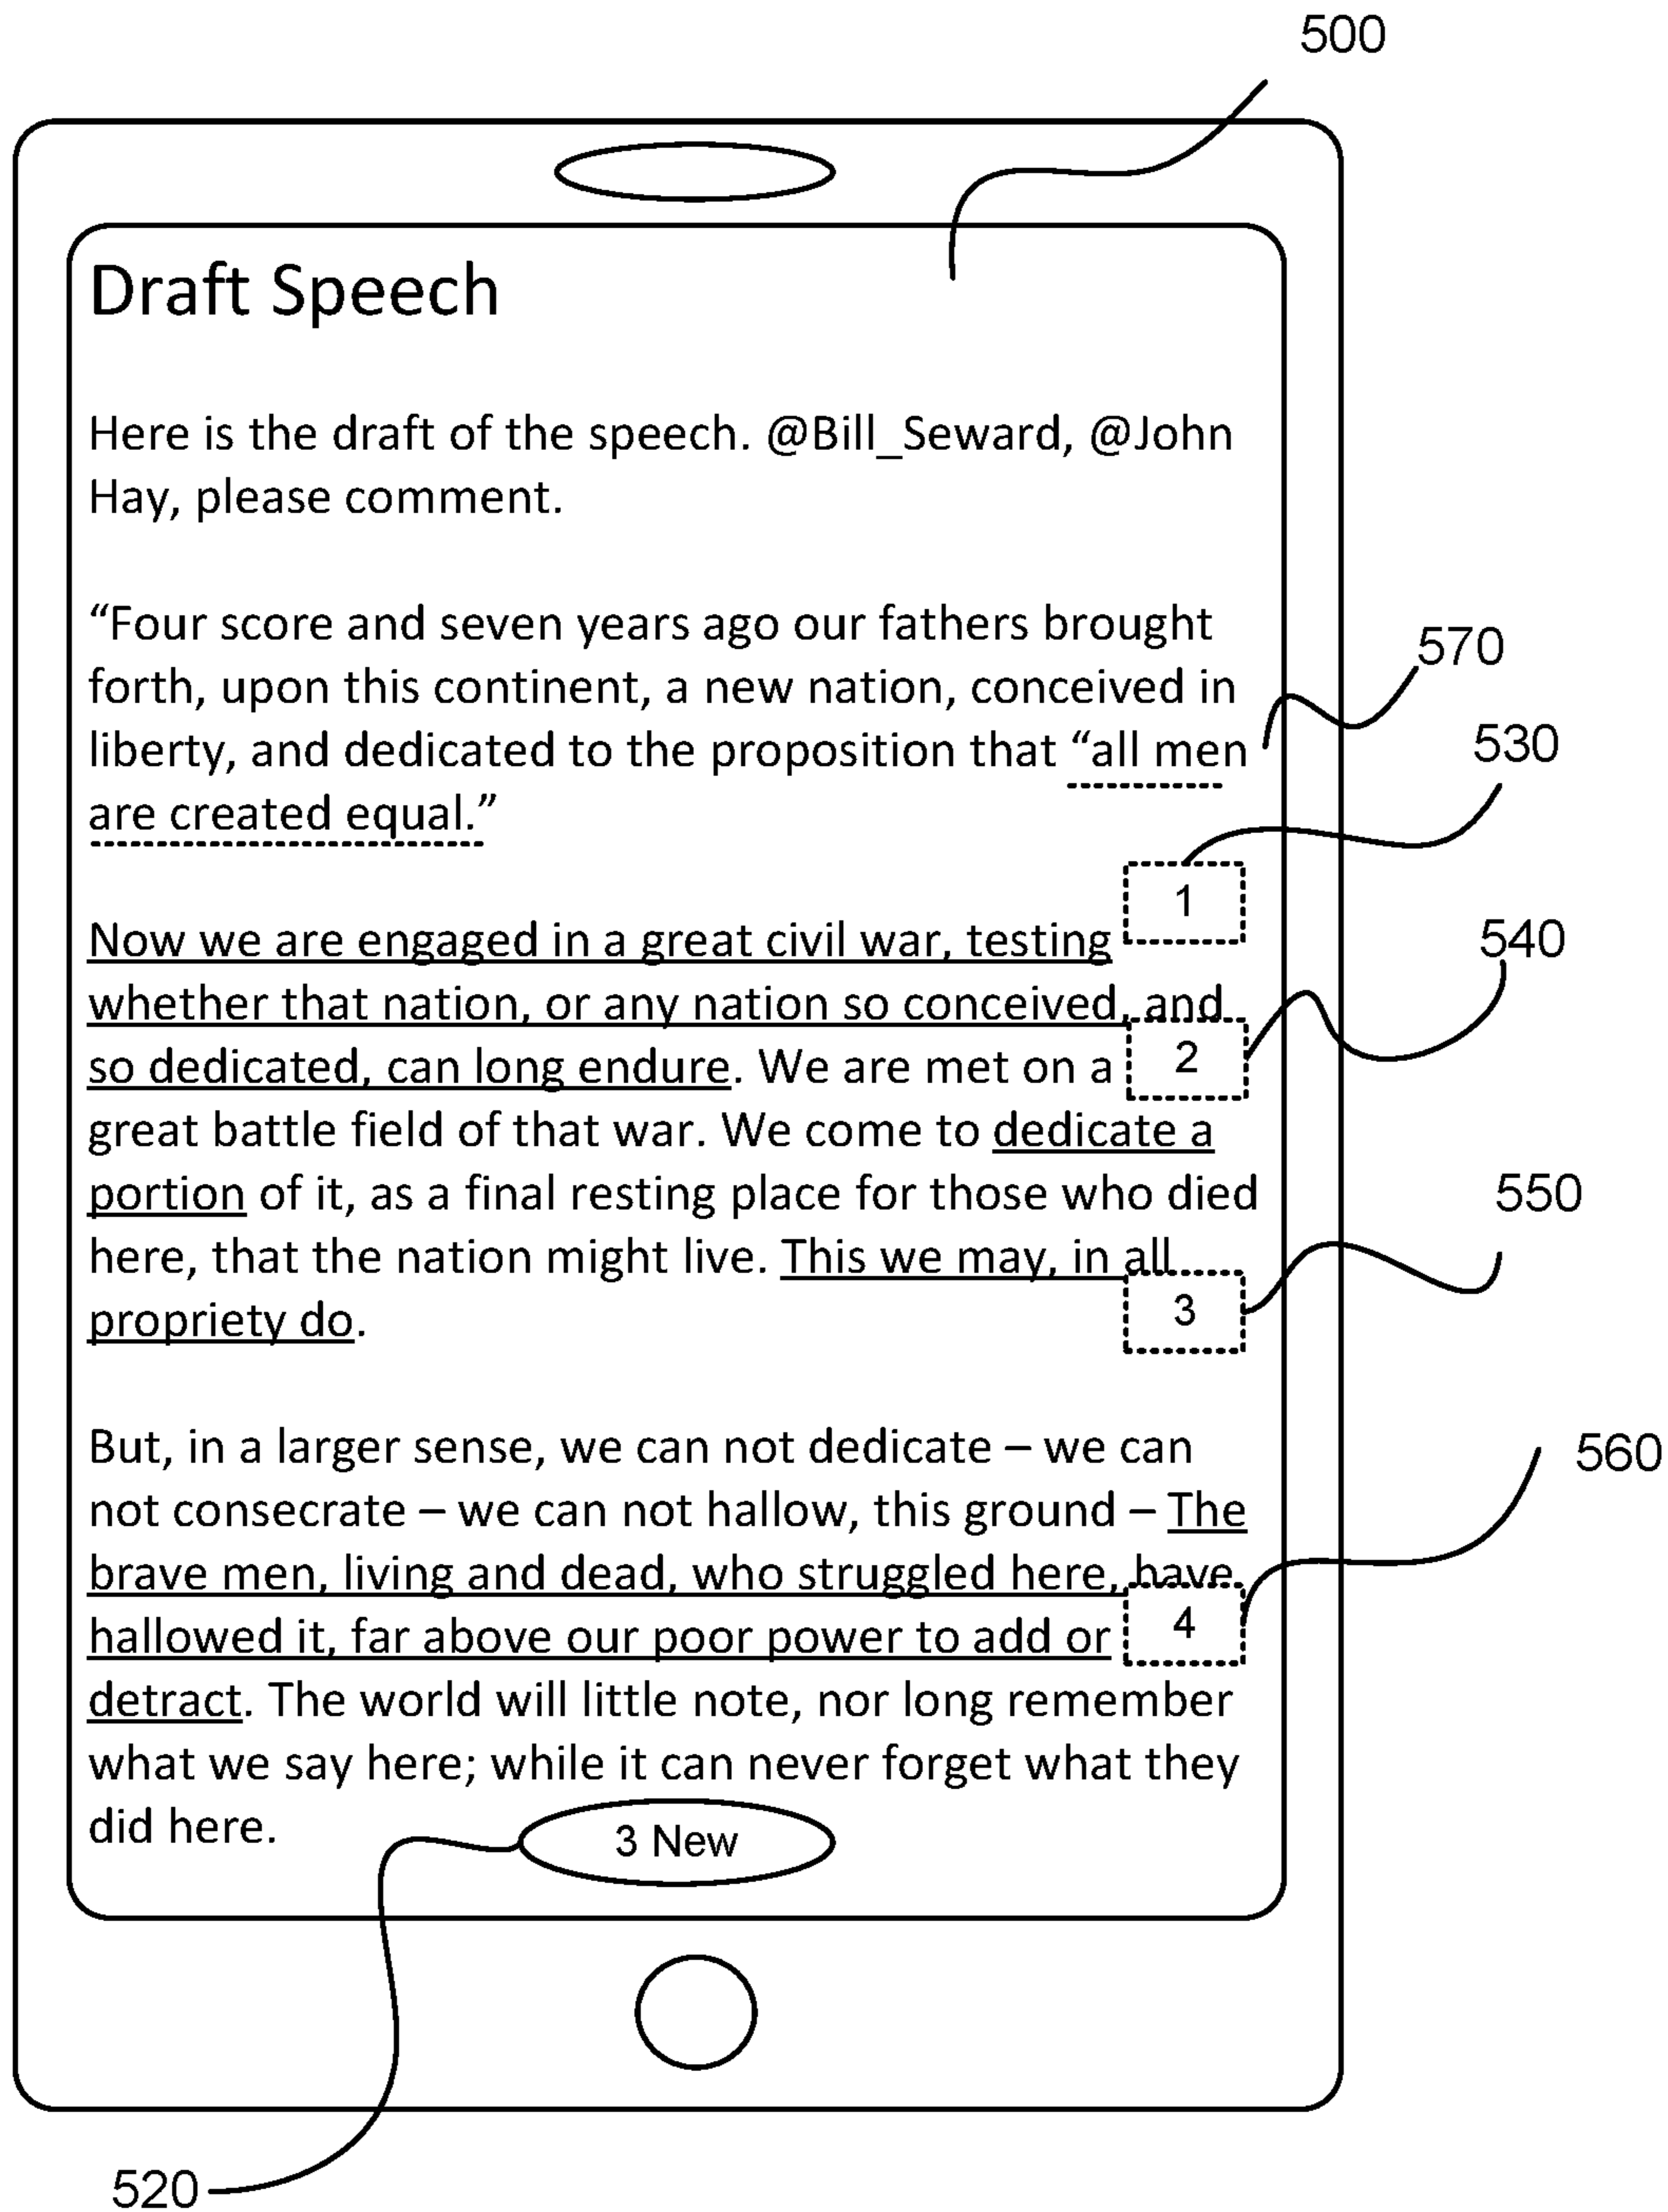 500
Draft Speech
Here is the draft of the speech. @Bill_Seward, @John
Hay, please comment.
“Four score and seven years ago our fathers brought
forth, upon this continent, a new nation, conceived in
570
liberty, and dedicated to the proposition that “all men
530
are created equal.”
1
Now we are engaged in a great civil war, testing
540
whether that nation, or any nation so conceived, and
so dedicated, can long endure. We are met on a
2
great battle field of that war. We come to dedicate a
portion of it, as a final resting place for those who died
550
here, that the nation might live. This we may, in all
3
propriety do.
But, in a larger sense, we can not dedicate – we can
560
not consecrate – we can not hallow, this ground – The
brave men, living and dead, who struggled here, have
hallowed it, far above our poor power to add or
4
detract. The world will little note, nor long remember
what we say here; while it can never forget what they
did here.
3 New
520